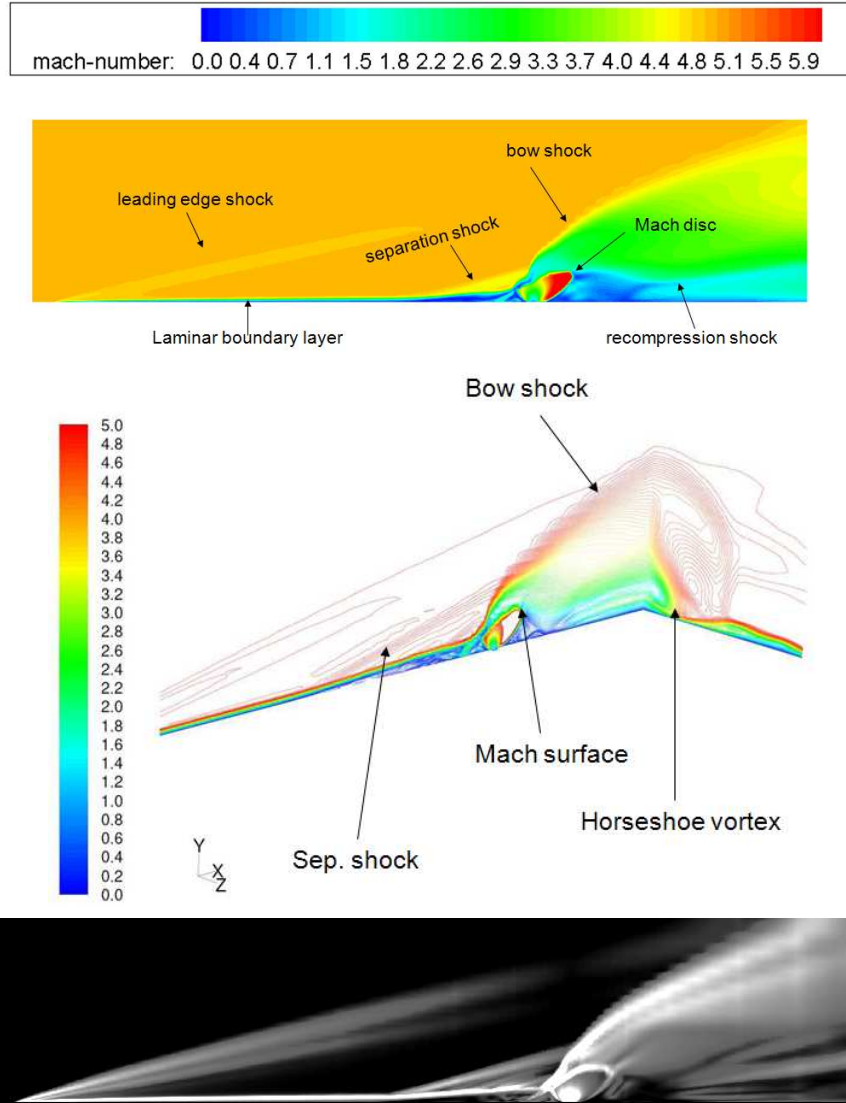 mach-number: 0.0 0.4 0.7 1.1 1.5 1.8 2.2 2.6 2.9 3.3 3.7 4.0 4.4 4.8 5.1 5.5 5.9
bow shock
leading edge shock
Mach disc
separation shock
Laminar boundary layer
recompression shock
Bow shock
5.0
4.8
4.6
4.4
4.2
4.0
3.8
3.6
3.4
3.2
3.0
2.8
2.6
2.4
2.2
2.0
1.8
1.6
1.4
1.2
1.0
0.8
0.6
0.4
0.2
0.0
Mach surface
Horseshoe vortex
Sep. shock
Y
X
Z